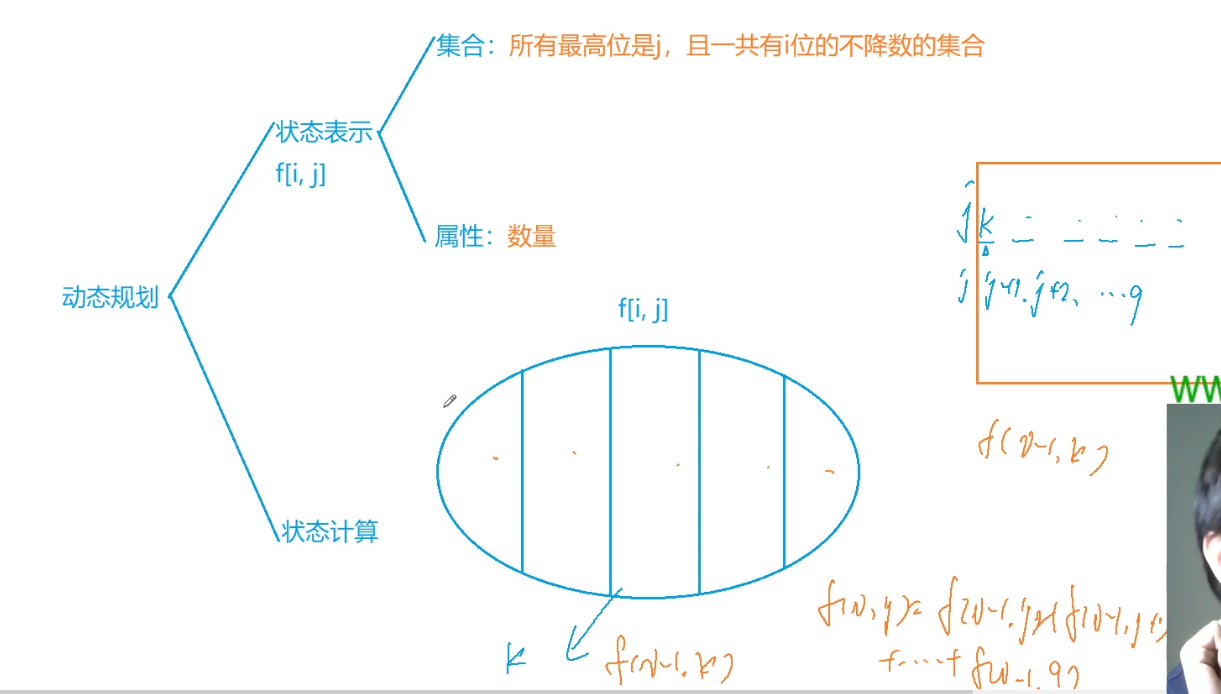 集合：所有最高位是j，且一共有i位的不降数的集合
状态表示
f[i, j]
属性：数量
动态规划
j k
j j+1, j+2, ...9
f[i, j]
f(i-1, k)
状态计算
k f(i-1, k)
f(i, j) = f(i-1, j) + f(i-1, j+1)
+ ... + f(i-1, 9)
WW